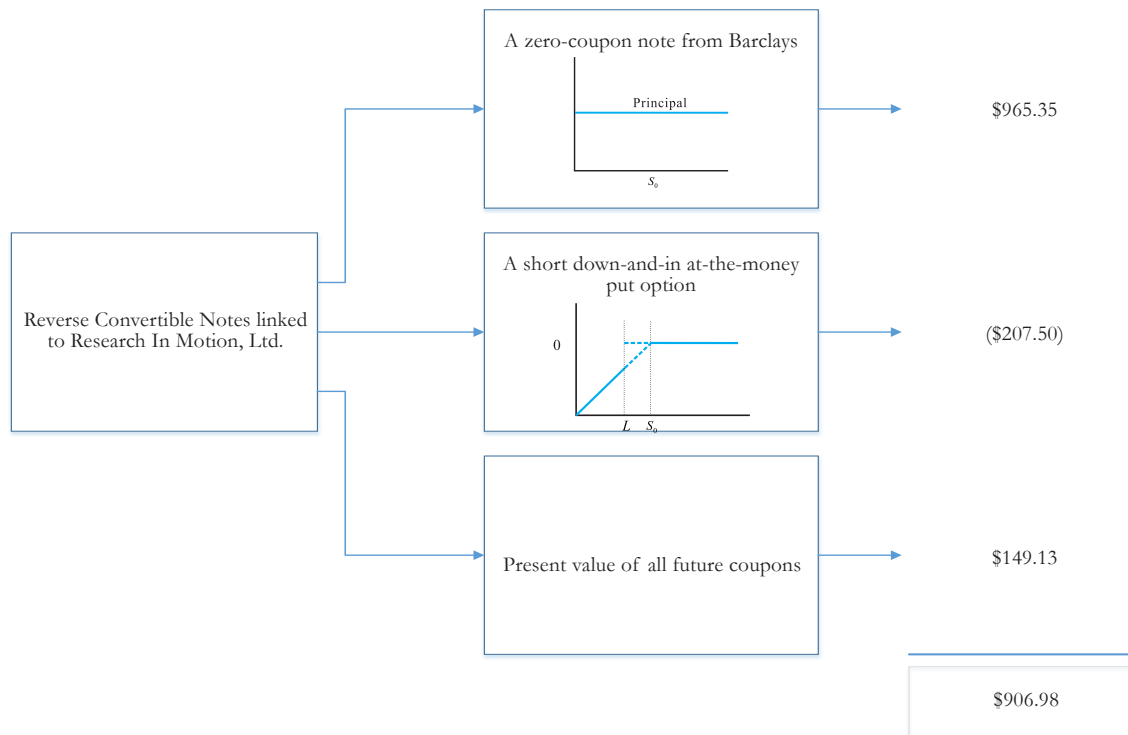 A zero-coupon note from Barclays
Principal
S₀
$965.35
Reverse Convertible Notes linked
to Research In Motion, Ltd.
A short down-and-in at-the-money
put option
0
L S₀
($207.50)
Present value of all future coupons
$149.13
$906.98